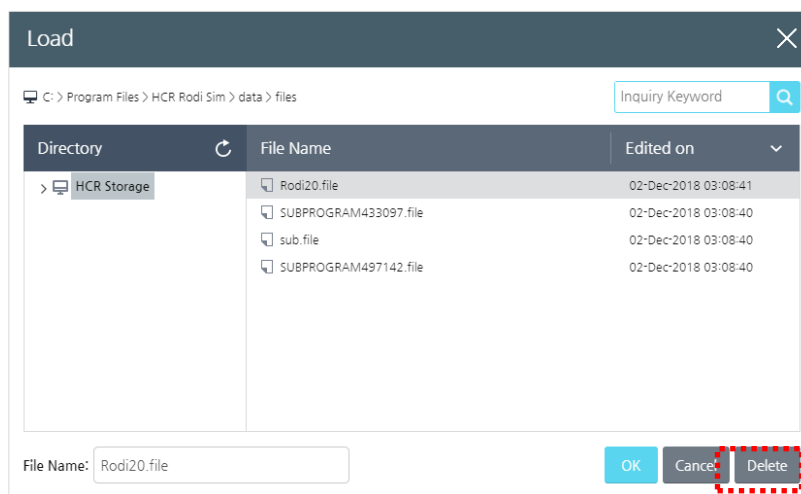 Load
C: > Program Files > HCR Rodi Sim > data > files
Inquiry Keyword
Directory File Name Edited on
HCR Storage Rodi20.file 02-Dec-2018 03:08:41
SUBPROGRAM433097.file 02-Dec-2018 03:08:40
sub.file 02-Dec-2018 03:08:40
SUBPROGRAM497142.file 02-Dec-2018 03:08:40
File Name: Rodi20.file OK Cancel Delete